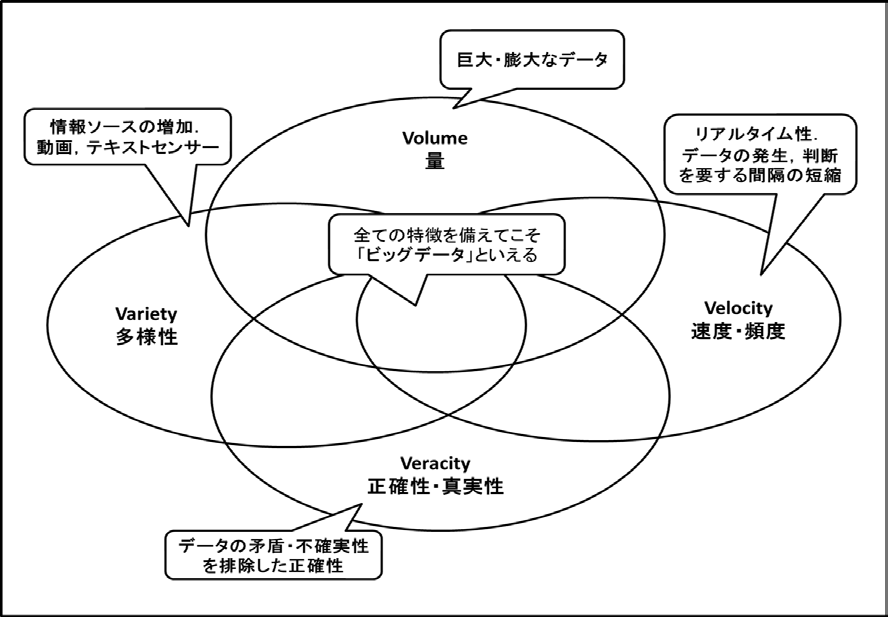 巨大・膨大なデータ
情報ソースの増加.
動画, テキストセンサー
Volume
量
リアルタイム性.
データの発生, 判断
を要する間隔の短縮
全ての特徴を備えてこそ
「ビッグデータ」といえる
Variety
多様性
Velocity
速度・頻度
Veracity
正確性・真実性
データの矛盾・不確実性
を排除した正確性